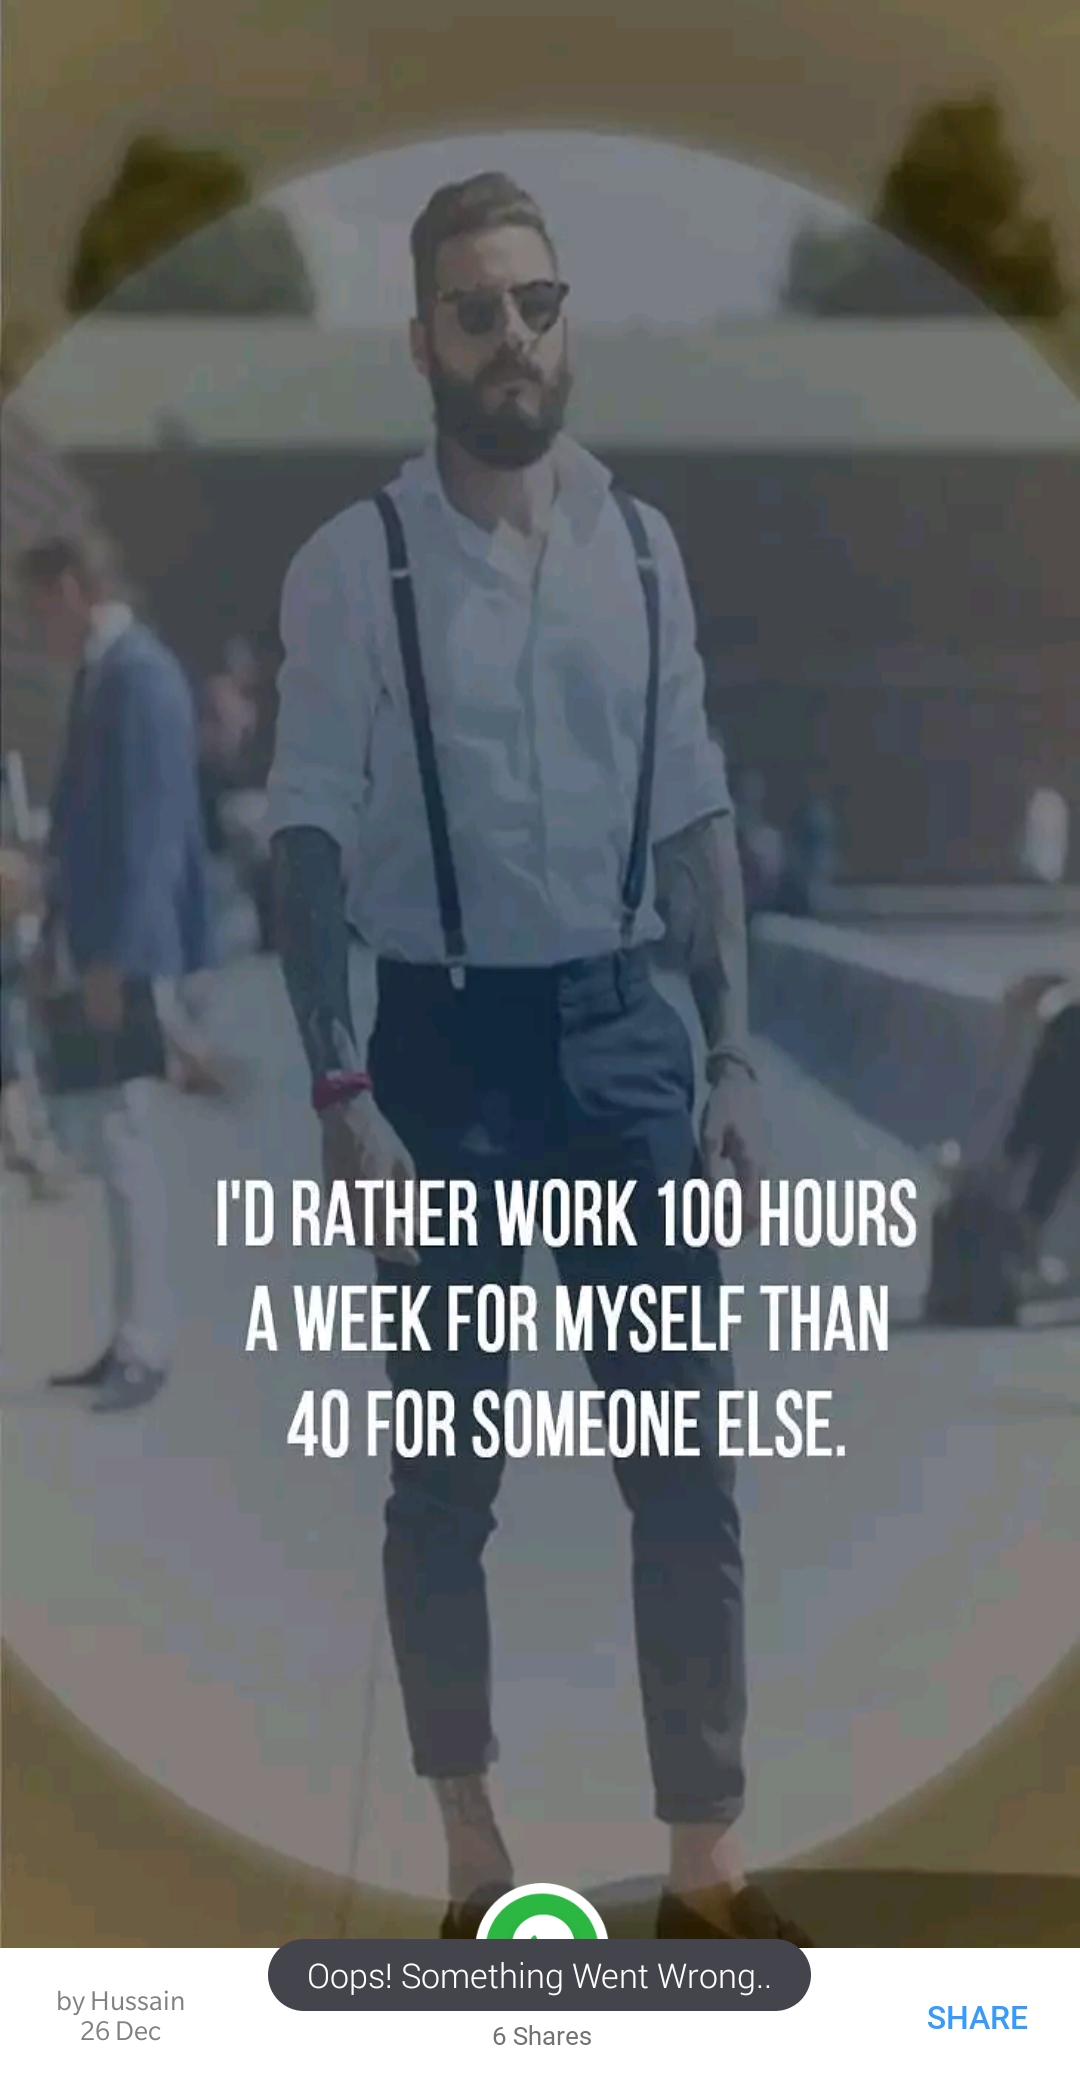 I'D RATHER WORK 100 HOURS
A WEEK FOR MYSELF THAN
40 FOR SOMEONE ELSE.
Oops! Something Went Wrong..
by Hussain
26 Dec
6 Shares
SHARE